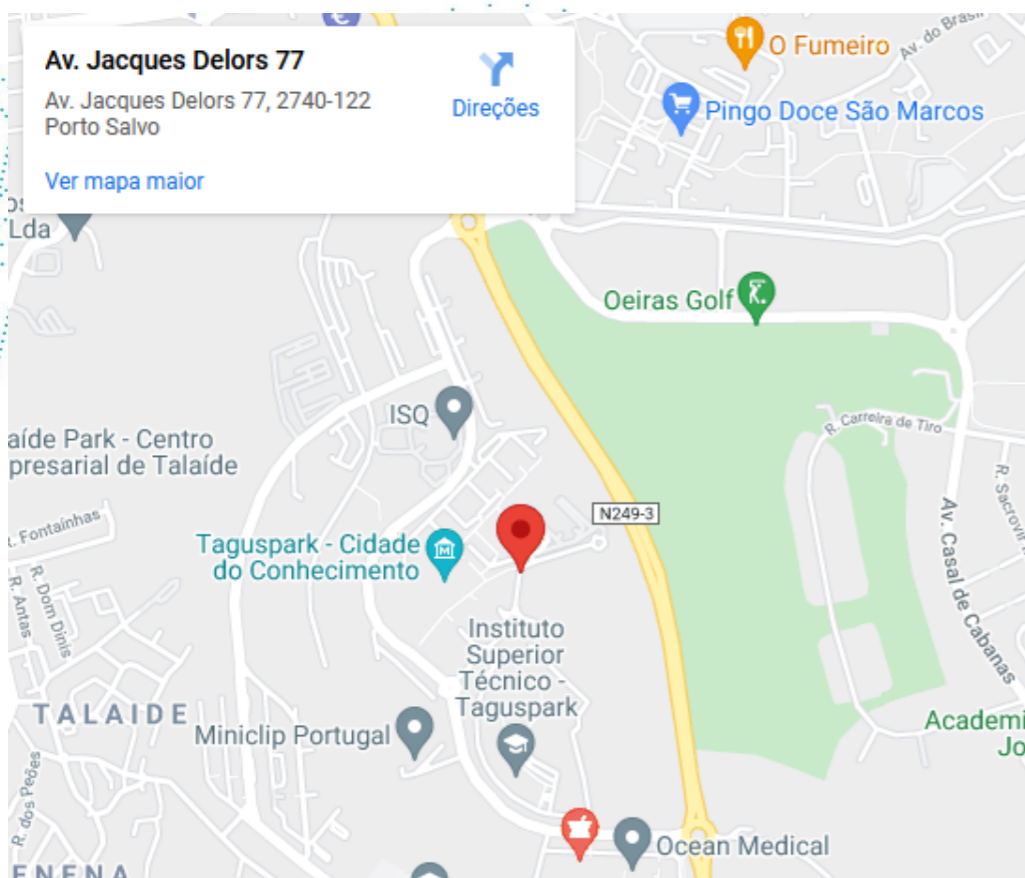 Av. Jacques Delors 77
Av. Jacques Delors 77, 2740-122
Porto Salvo
Direções
Ver mapa maior
O Fumeiro
Av. do Brasil
Pingo Doce São Marcos
Lda
Oeiras Golf
ISQ
R. Carreira de Tiro
aíde Park - Centro
presarial de Talaíde
R. Sacrovir
N249-3
R. Fontaínhas
Taguspark - Cidade
do Conhecimento
Av. Casal de Cabanas
R. Antas
R. Dom Dinis
Instituto
Superior
Técnico -
Taguspark
TALAIDE
Miniclip Portugal
Academi
Jo
R. dos Peões
Ocean Medical
ENENA